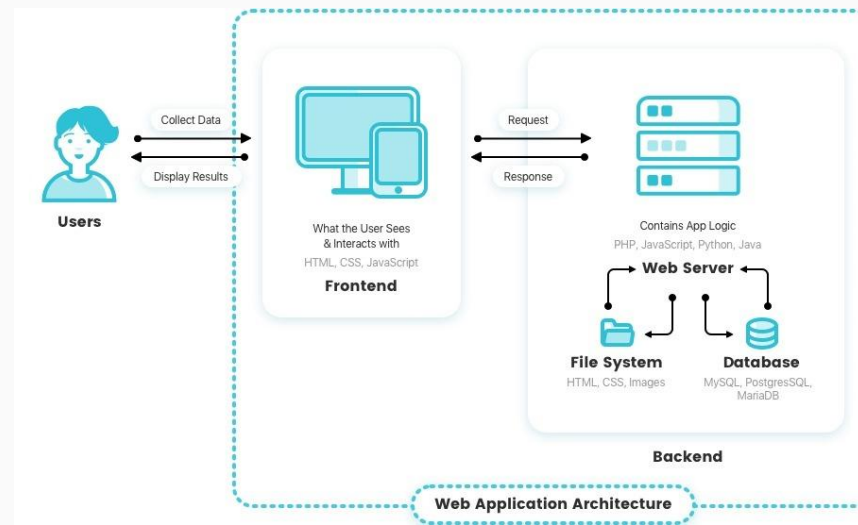 Collect Data
Display Results
Users
What the User Sees
& Interacts with
HTML, CSS, JavaScript
Frontend
Request
Response
Contains App Logic
PHP, JavaScript, Python, Java
Web Server
File System
HTML, CSS, Images
Database
MySQL, PostgresSQL,
MariaDB
Backend
Web Application Architecture